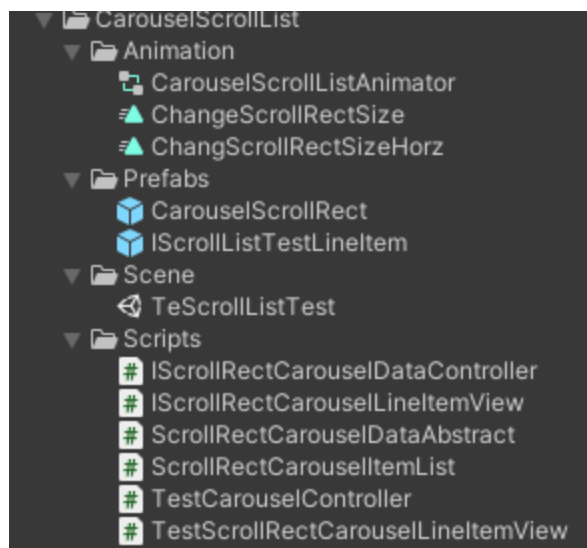 CarouselScrollList
Animation
CarouselScrollListAnimator
ChangeScrollRectSize
ChangScrollRectSizeHorz
Prefabs
CarouselScrollRect
IScrollListTestLineItem
Scene
TeScrollListTest
Scripts
IScrollRectCarouselDataController
IScrollRectCarouselLineItemView
ScrollRectCarouselDataAbstract
ScrollRectCarouselItemList
TestCarouselController
TestScrollRectCarouselLineItemView